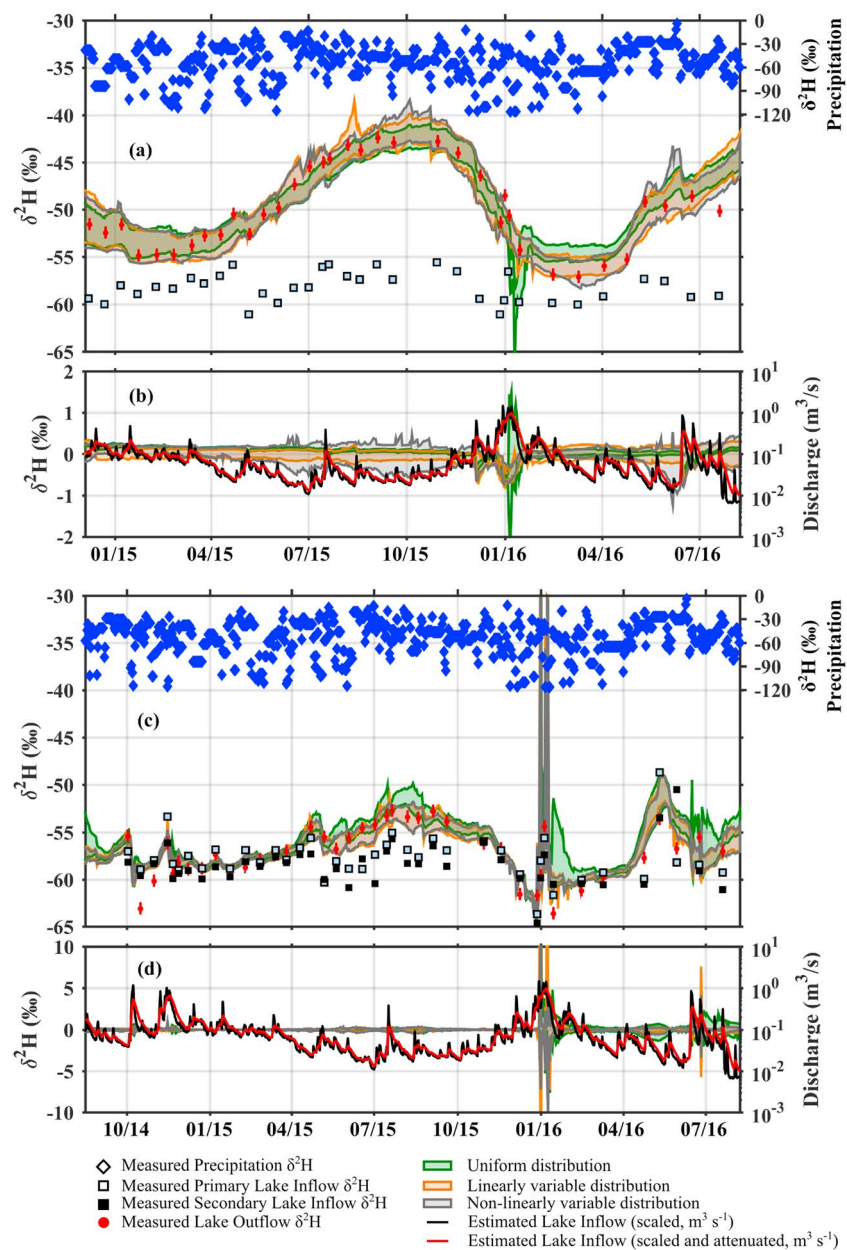 -30
-35
-40
-45
-50
-55
-60
-65
δ²H (‰)
(a)
0
-30
-60
-90
-120
δ²H (‰)
Precipitation
2
1
0
-1
-2
δ²H (‰)
(b)
10¹
10⁰
10⁻¹
10⁻²
10⁻³
Discharge (m³/s)
01/15 04/15 07/15 10/15 01/16 04/16 07/16
-30
-35
-40
-45
-50
-55
-60
-65
δ²H (‰)
(c)
0
-30
-60
-90
-120
δ²H (‰)
Precipitation
10
5
0
-5
-10
δ²H (‰)
(d)
10¹
10⁰
10⁻¹
10⁻²
10⁻³
Discharge (m³/s)
10/14 01/15 04/15 07/15 10/15 01/16 04/16 07/16
Measured Precipitation δ²H
Measured Primary Lake Inflow δ²H
Measured Secondary Lake Inflow δ²H
Measured Lake Outflow δ²H
Uniform distribution
Linearly variable distribution
Non-linearly variable distribution
Estimated Lake Inflow (scaled, m³ s⁻¹)
Estimated Lake Inflow (scaled and attenuated, m³ s⁻¹)